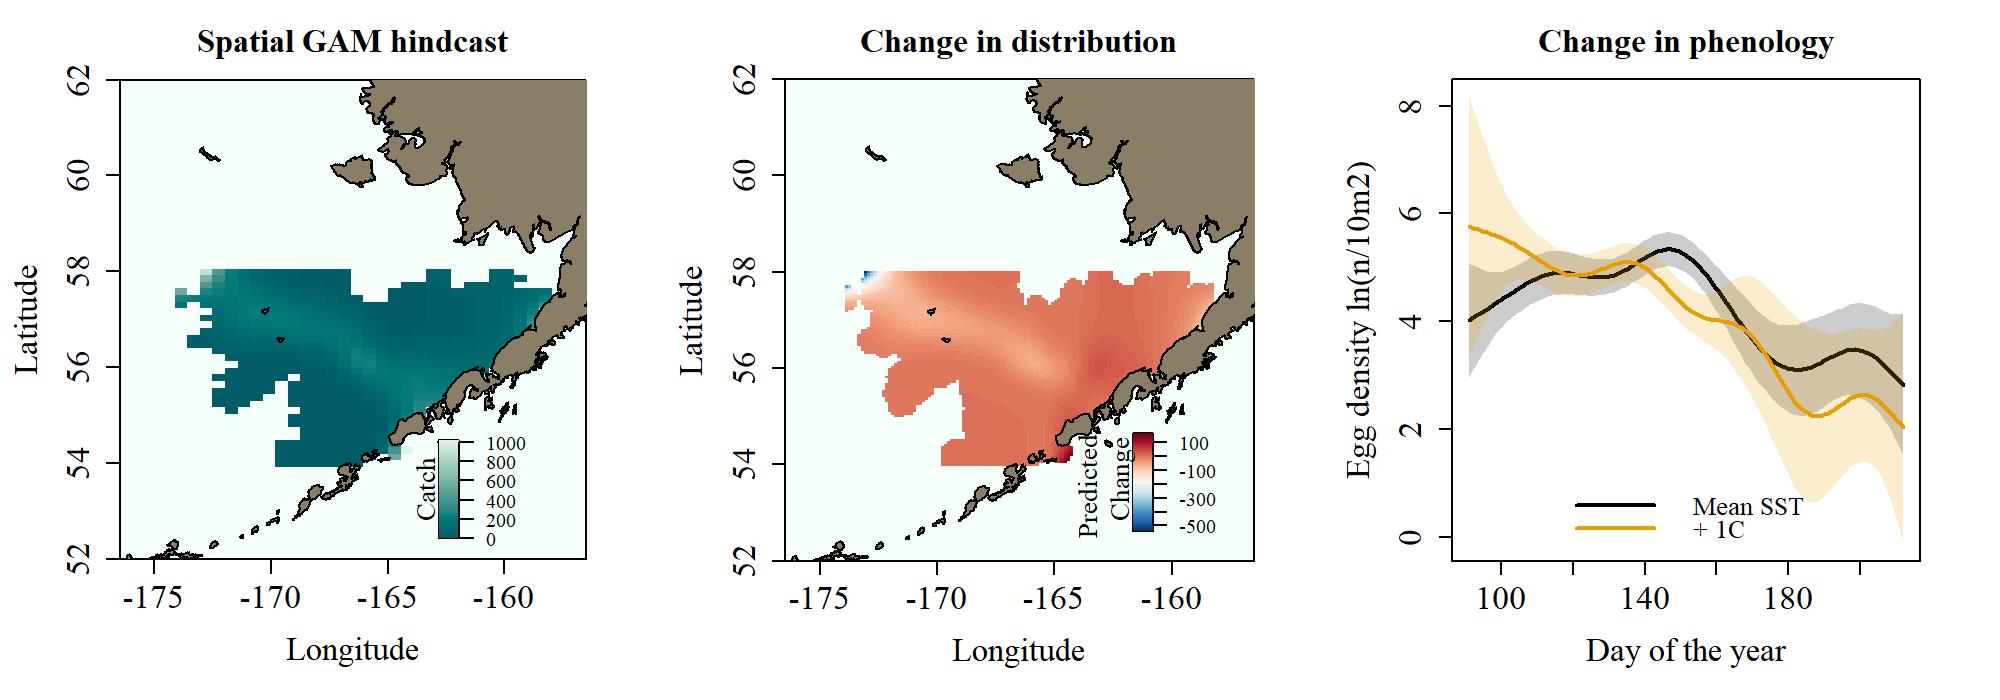 Spatial GAM hindcast
62
60
58
56
54
52
Latitude
-175 -170 -165 -160
Longitude
Catch
1000
800
600
400
200
0
Change in distribution
62
60
58
56
54
52
Latitude
-175 -170 -165 -160
Longitude
Predicted
Change
100
-100
-300
-500
Change in phenology
8
6
4
2
0
Egg density ln(n/10m2)
Mean SST
+ 1C
100 140 180
Day of the year